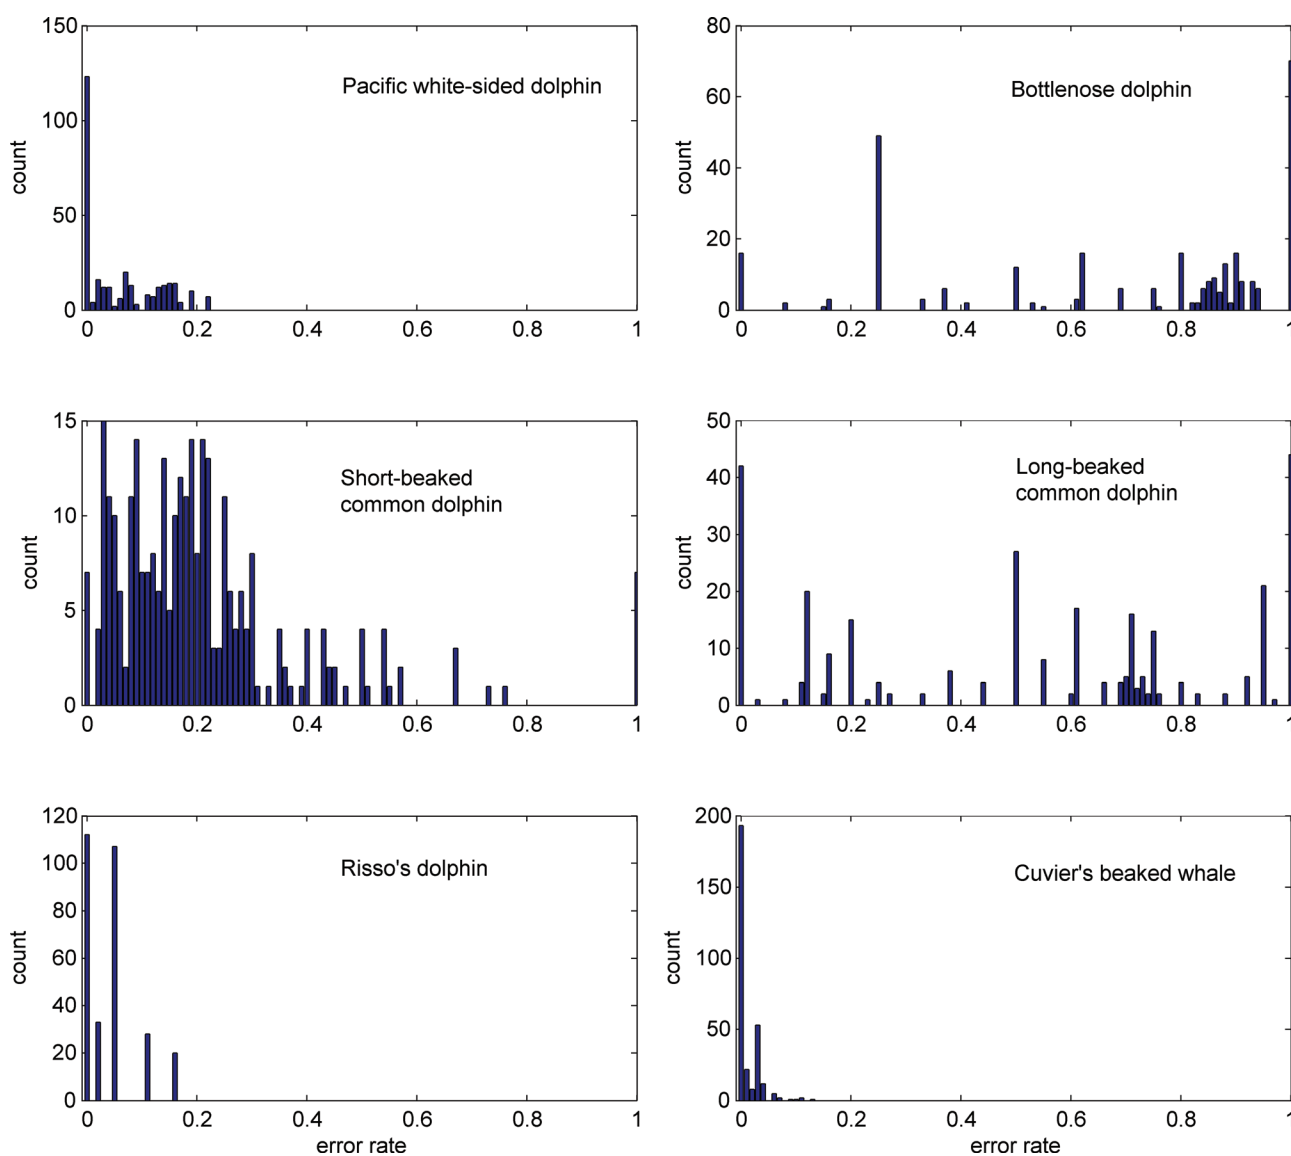 150
100
50
0
count
0 0.2 0.4 0.6 0.8 1
Pacific white-sided dolphin
80
60
40
20
0
count
0 0.2 0.4 0.6 0.8 1
Bottlenose dolphin
15
10
5
0
count
0 0.2 0.4 0.6 0.8 1
Short-beaked
common dolphin
50
40
30
20
10
0
count
0 0.2 0.4 0.6 0.8 1
Long-beaked
common dolphin
120
100
80
60
40
20
0
count
0 0.2 0.4 0.6 0.8 1
error rate
Risso's dolphin
200
150
100
50
0
count
0 0.2 0.4 0.6 0.8 1
error rate
Cuvier's beaked whale